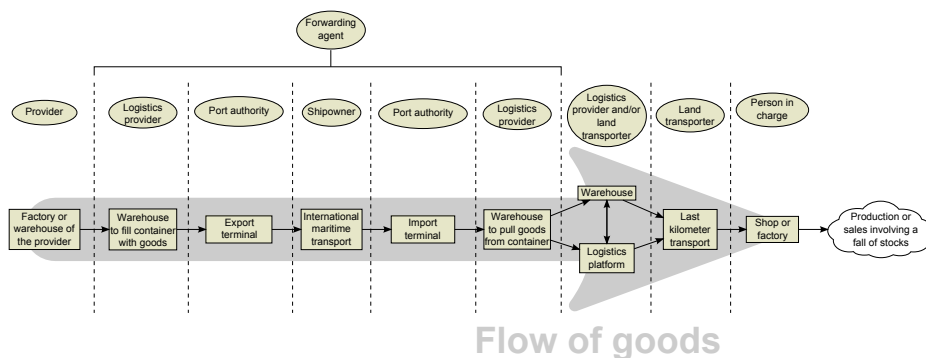 Forwarding
agent
Provider
Logistics
provider
Port authority
Shipowner
Port authority
Logistics
provider
Logistics
provider and/or
land
transporter
Land
transporter
Person in
charge
Factory or
warehouse of
the provider
Warehouse
to fill container
with goods
Export
terminal
International
maritime
transport
Import
terminal
Warehouse
to pull goods
from container
Warehouse
Logistics
platform
Last
kilometer
transport
Shop or
factory
Production or
sales involving a
fall of stocks
Flow of goods